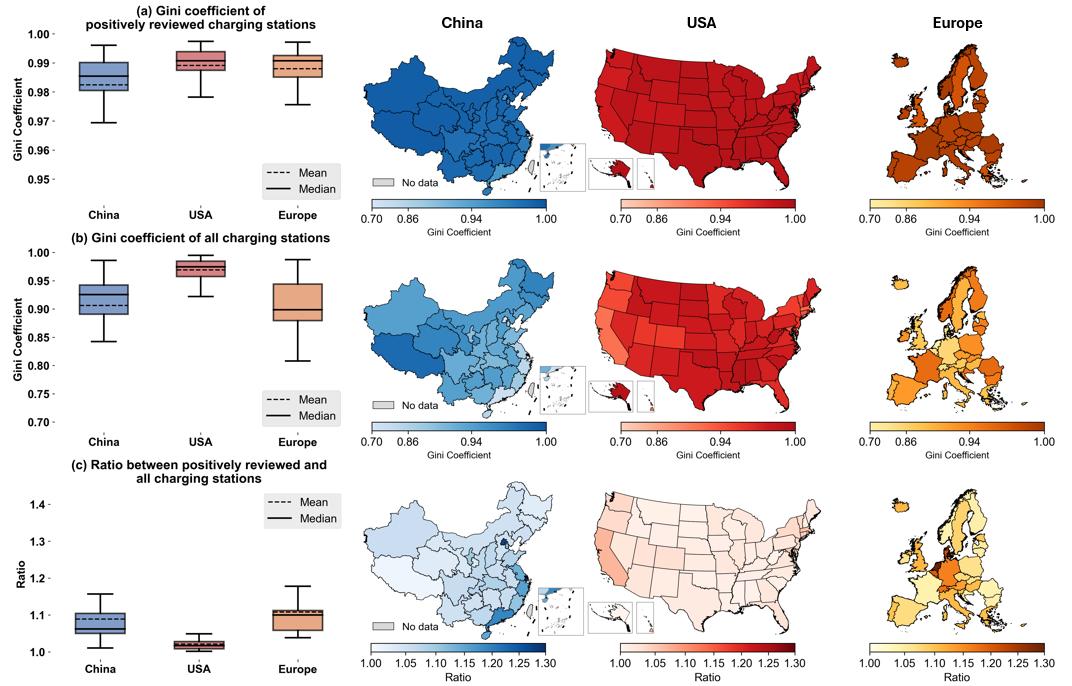 (a) Gini coefficient of
positively reviewed charging stations
China
USA
Europe
Gini Coefficient
1.00
0.99
0.98
0.97
0.96
0.95
Mean
Median
China
USA
Europe
No data
0.70 0.86 0.94 1.00
Gini Coefficient
0.70 0.86 0.94 1.00
Gini Coefficient
0.70 0.86 0.94 1.00
Gini Coefficient
(b) Gini coefficient of all charging stations
Gini Coefficient
1.00
0.95
0.90
0.85
0.80
0.75
0.70
Mean
Median
China
USA
Europe
No data
0.70 0.86 0.94 1.00
Gini Coefficient
0.70 0.86 0.94 1.00
Gini Coefficient
0.70 0.86 0.94 1.00
Gini Coefficient
(c) Ratio between positively reviewed and
all charging stations
Ratio
1.4
1.3
1.2
1.1
1.0
Mean
Median
China
USA
Europe
No data
1.00 1.05 1.10 1.15 1.20 1.25 1.30
Ratio
1.00 1.05 1.10 1.15 1.20 1.25 1.30
Ratio
1.00 1.05 1.10 1.15 1.20 1.25 1.30
Ratio